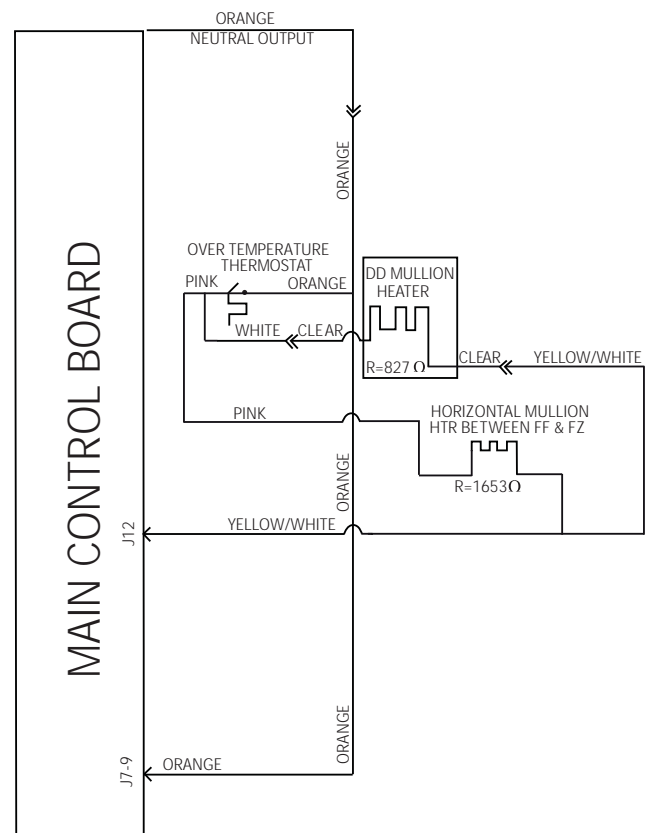 ORANGE
NEUTRAL OUTPUT
ORANGE
OVER TEMPERATURE
THERMOSTAT
PINK
ORANGE
DD MULLION
HEATER
WHITE
CLEAR
R=827 Ω
CLEAR
YELLOW/WHITE
PINK
HORIZONTAL MULLION
HTR BETWEEN FF & FZ
R=1653Ω
ORANGE
YELLOW/WHITE
J12
MAIN CONTROL BOARD
ORANGE
J7-9
ORANGE